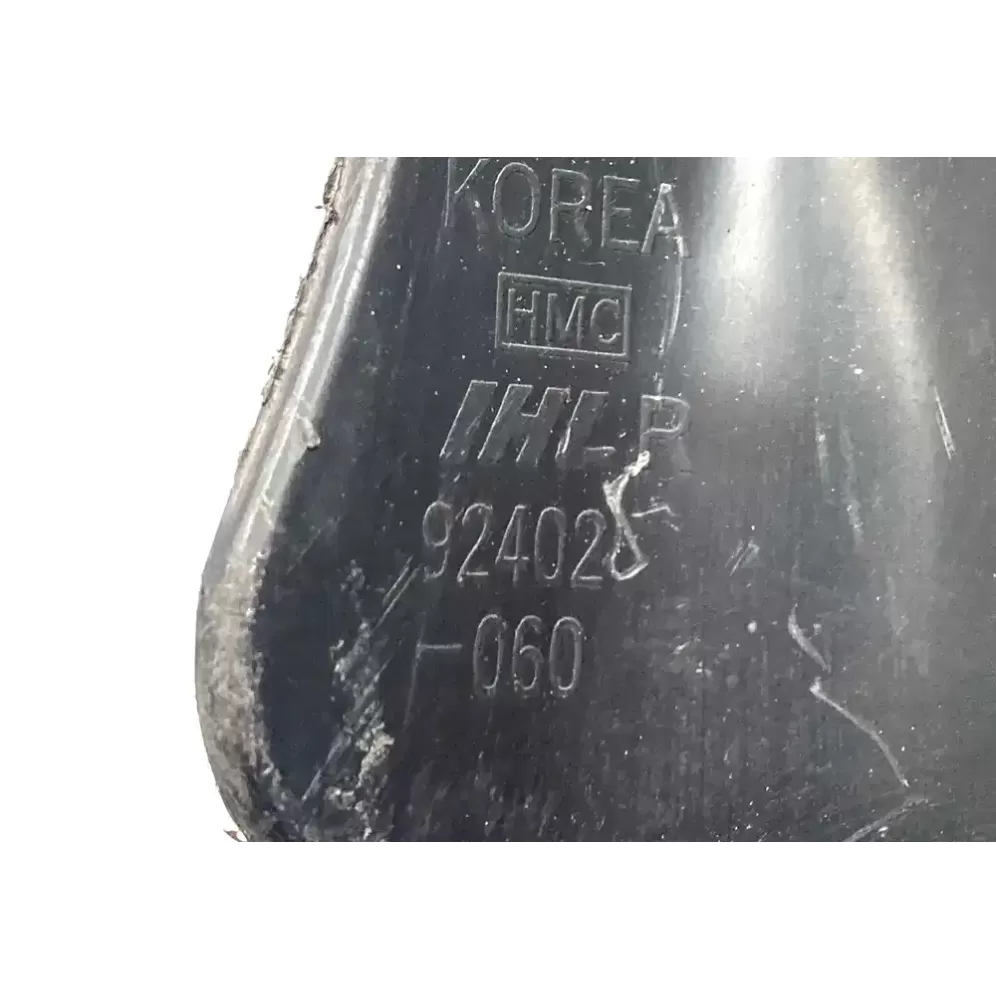 KOREA
HMC
IHL R
92402
-060